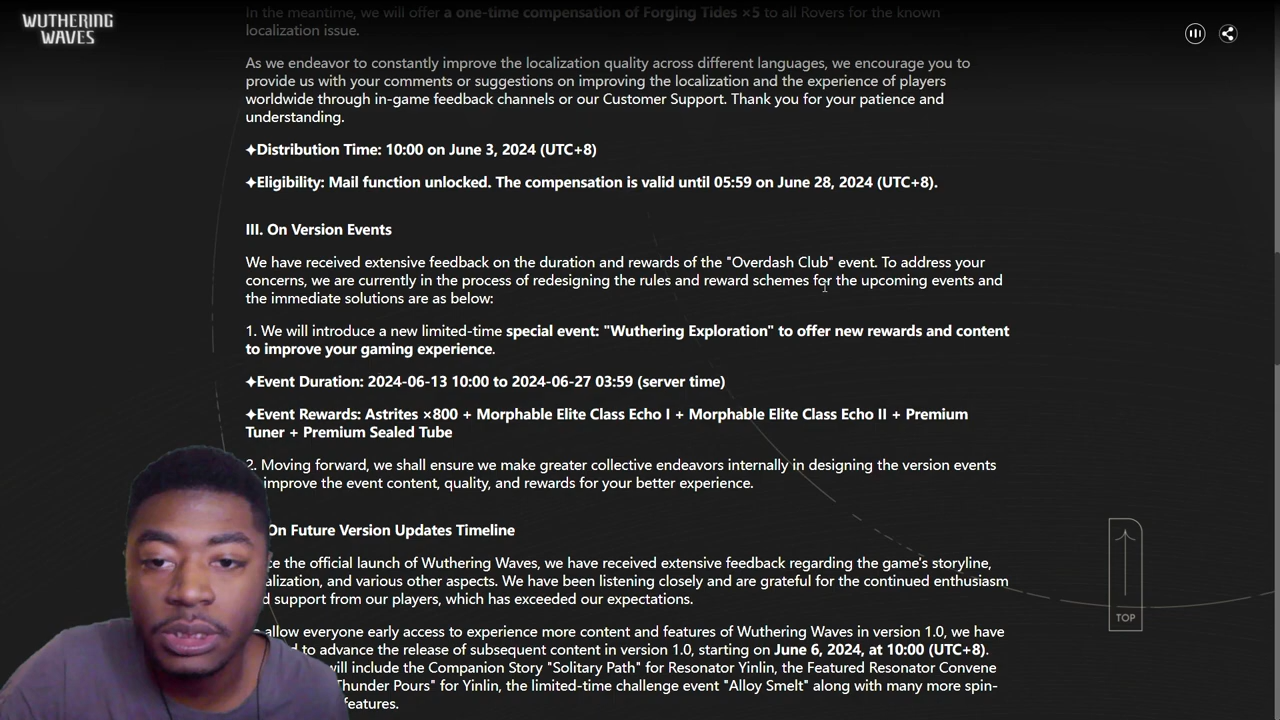 WUTHERING
WAVES
In the meantime, we will offer a one-time compensation of Forging Tides ×5 to all Rovers for the known
localization issue.
As we endeavor to constantly improve the localization quality across different languages, we encourage you to
provide us with your comments or suggestions on improving the localization and the experience of players
worldwide through in-game feedback channels or our Customer Support. Thank you for your patience and
understanding.
✦Distribution Time: 10:00 on June 3, 2024 (UTC+8)
✦Eligibility: Mail function unlocked. The compensation is valid until 05:59 on June 28, 2024 (UTC+8).
III. On Version Events
We have received extensive feedback on the duration and rewards of the "Overdash Club" event. To address your
concerns, we are currently in the process of redesigning the rules and reward schemes for the upcoming events and
the immediate solutions are as below:
1. We will introduce a new limited-time special event: "Wuthering Exploration" to offer new rewards and content
to improve your gaming experience.
✦Event Duration: 2024-06-13 10:00 to 2024-06-27 03:59 (server time)
✦Event Rewards: Astrites ×800 + Morphable Elite Class Echo I + Morphable Elite Class Echo II + Premium
Tuner + Premium Sealed Tube
2. Moving forward, we shall ensure we make greater collective endeavors internally in designing the version events
improve the event content, quality, and rewards for your better experience.
On Future Version Updates Timeline
the official launch of Wuthering Waves, we have received extensive feedback regarding the game's storyline,
and various other aspects. We have been listening closely and are grateful for the continued enthusiasm
support from our players, which has exceeded our expectations.
allow everyone early access to experience more content and features of Wuthering Waves in version 1.0, we have
to advance the release of subsequent content in version 1.0, starting on June 6, 2024, at 10:00 (UTC+8).
will include the Companion Story "Solitary Path" for Resonator Yinlin, the Featured Resonator Convene
Thunder Pours" for Yinlin, the limited-time challenge event "Alloy Smelt" along with many more spin-
features.
TOP